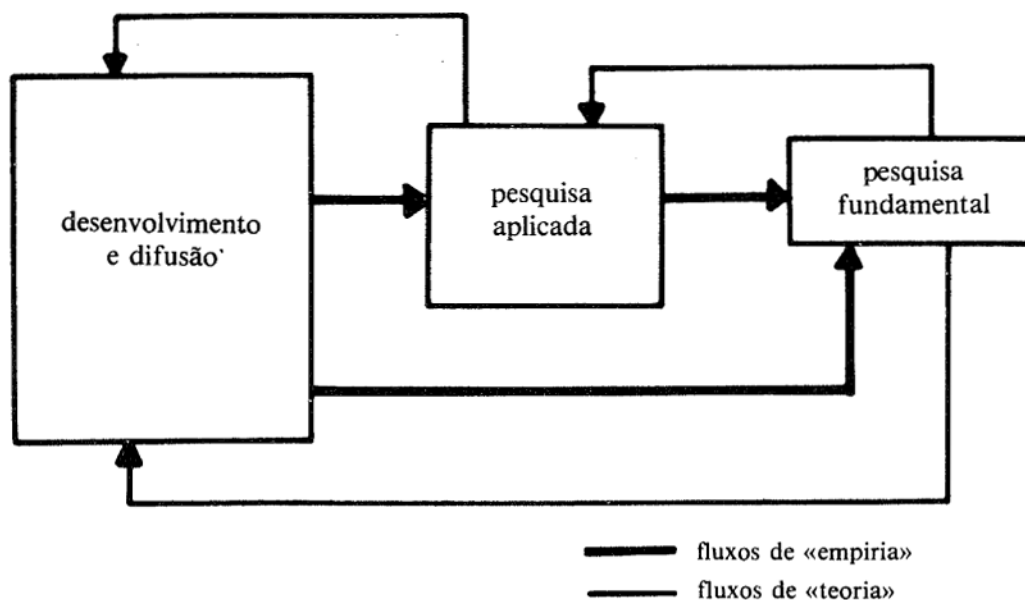 desenvolvimento
e difusão
pesquisa
aplicada
pesquisa
fundamental
fluxos de «empiria»
fluxos de «teoria»